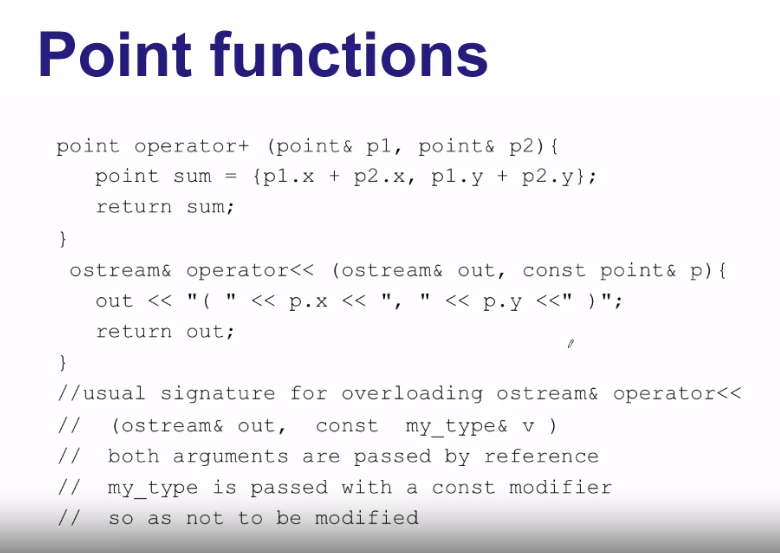 Point functions
point operator+ (point& p1, point& p2){
point sum = {p1.x + p2.x, p1.y + p2.y};
return sum;
}
ostream& operator<< (ostream& out, const point& p){
out << "( " << p.x << ", " << p.y <<" )";
return out;
}
//usual signature for overloading ostream& operator<<
// (ostream& out, const my_type& v )
// both arguments are passed by reference
// my_type is passed with a const modifier
// so as not to be modified